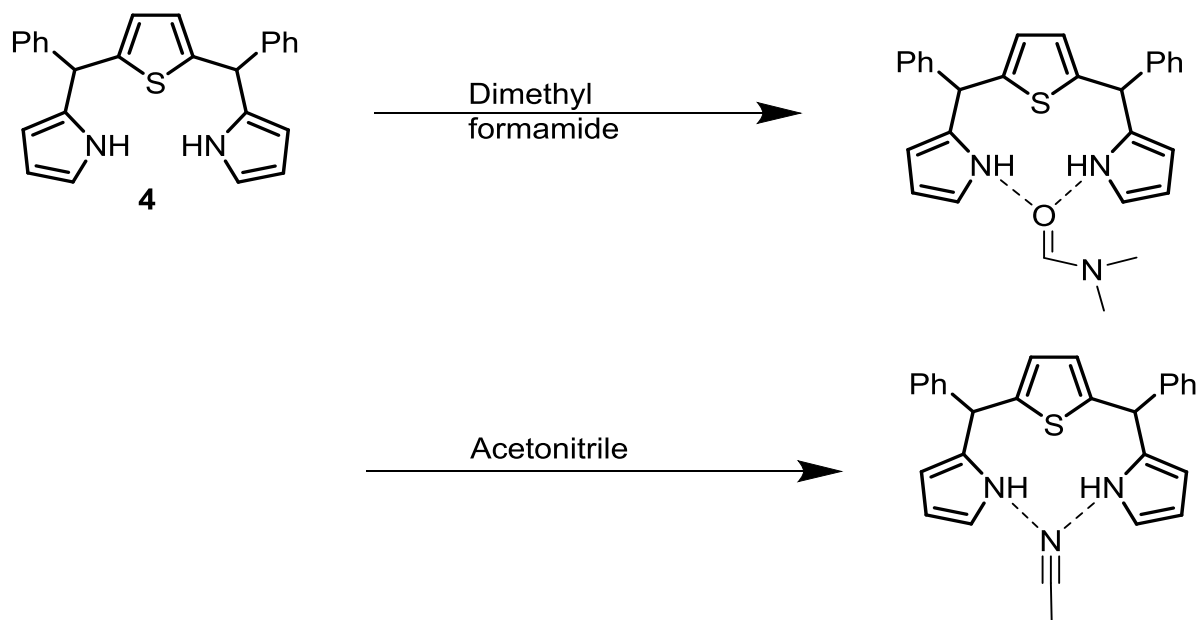 Ph
Ph
S
NH
HN
4
Dimethyl
formamide
Ph
Ph
S
NH
HN
O
N
Ph
Ph
S
NH
HN
N
Acetonitrile